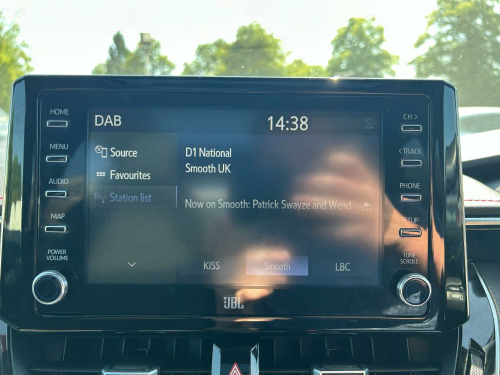 HOME
MENU
AUDIO
MAP
POWER
VOLUME
DAB
14:38
Source
Favourites
Station list
D1 National
Smooth UK
Now on Smooth: Patrick Swayze and Wend
KISS
Smooth
LBC
JBL
CH >
< TRACK
PHONE
SETUP
TUNE
SCROLL